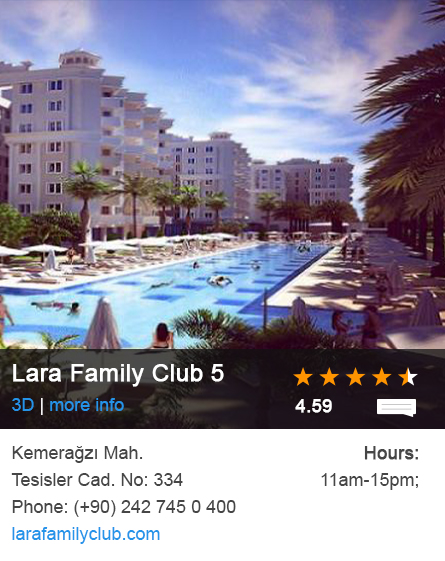 Lara Family Club 5
3D | more info
4.59
Kemerağzı Mah.
Tesisler Cad. No: 334
Phone: (+90) 242 745 0 400
larafamilyclub.com
Hours:
11am-15pm;